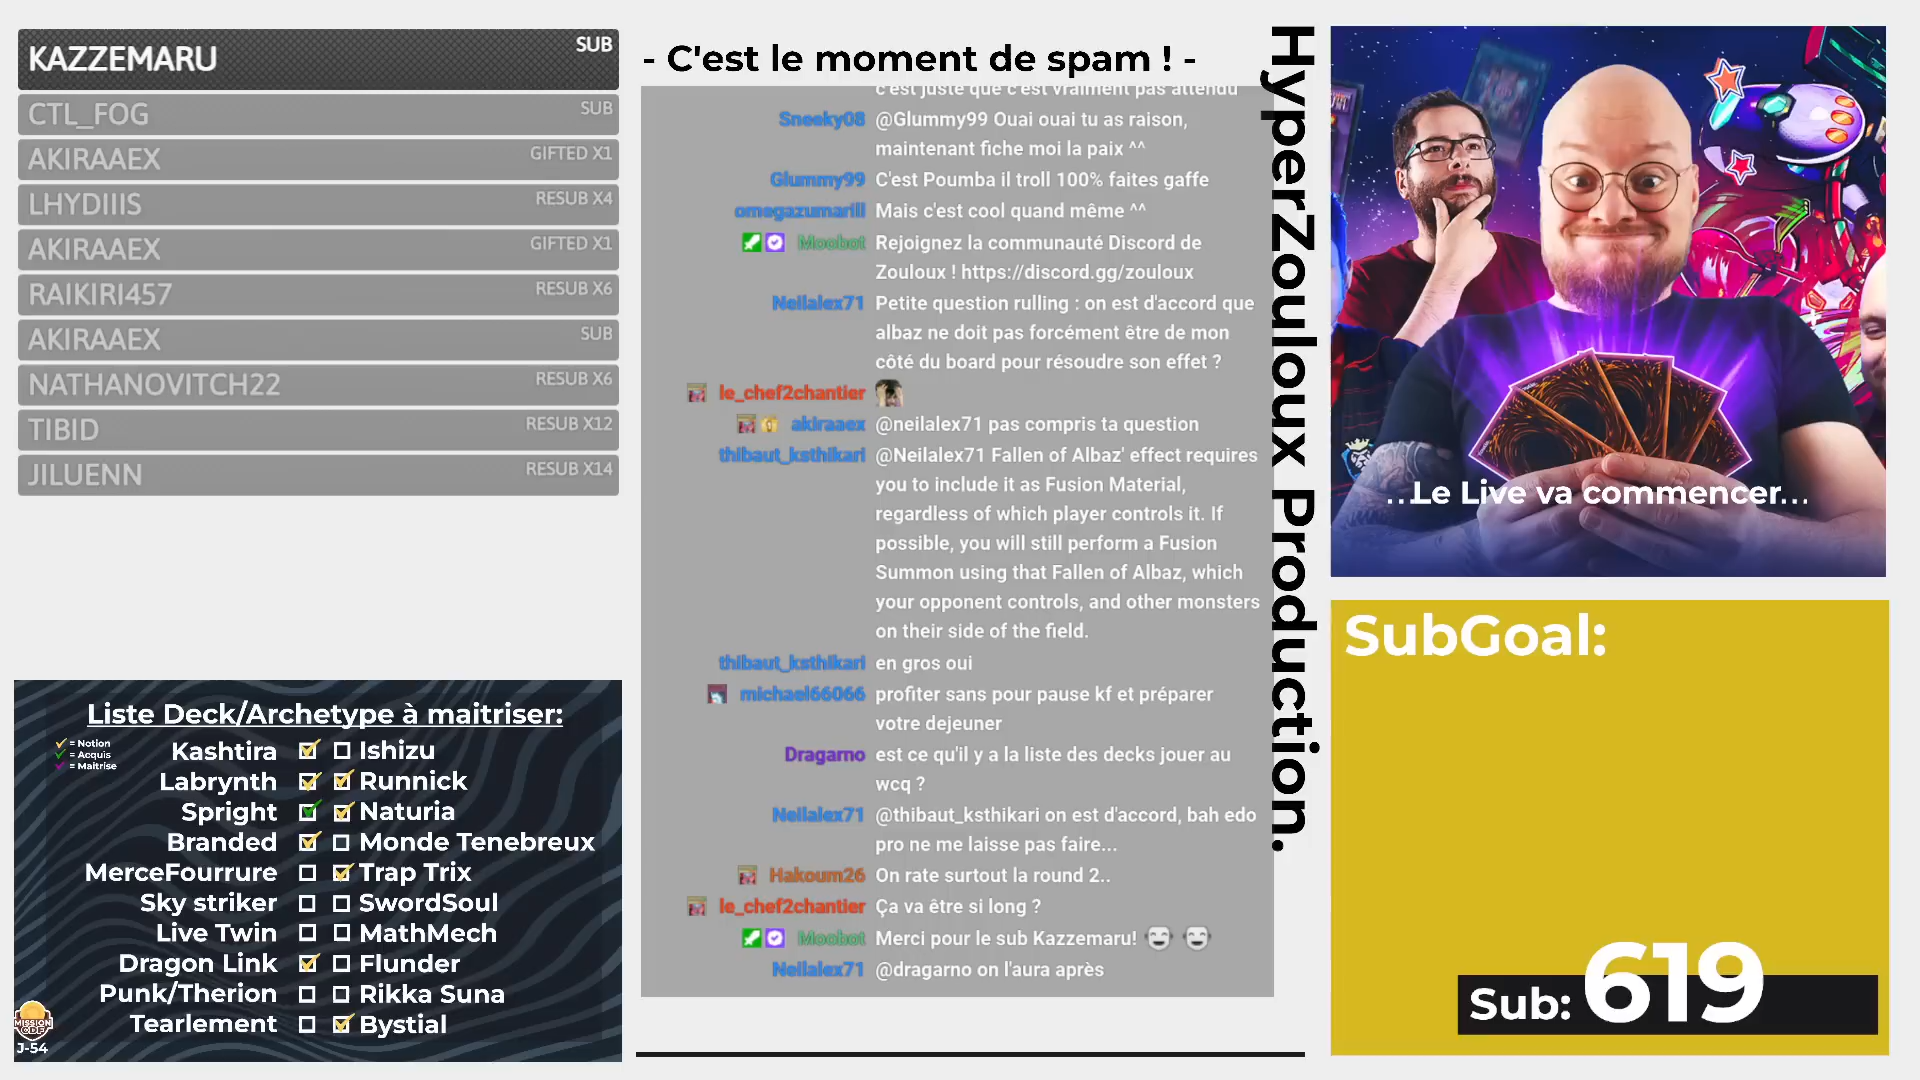 KAZZEMARU SUB
CTL_FOG SUB
AKIRAAEX GIFTED X1
LHYDIIIS RESUB X4
AKIRAAEX GIFTED X1
RAIKIRI457 RESUB X6
AKIRAAEX SUB
NATHANOVITCH22 RESUB X6
TIBID RESUB X12
JILUENN RESUB X14
Liste Deck/Archetype à maitriser:
= Notion
= Acquis
= Maitrise
Kashtira Ishizu
Labrynth Runnick
Spright Naturia
Branded Monde Tenebreux
MerceFourrure Trap Trix
Sky striker SwordSoul
Live Twin MathMech
Dragon Link Flunder
Punk/Therion Rikka Suna
Tearlement Bystial
MISSION
CDF
J-54
- C'est le moment de spam ! -
c'est juste que c'est vraiment pas attendu
Sneeky08 @Glummy99 Ouai ouai tu as raison,
maintenant fiche moi la paix ^^
Glummy99 C'est Poumba il troll 100% faites gaffe
omegazumarill Mais c'est cool quand même ^^
Moobot Rejoignez la communauté Discord de
Zouloux ! https://discord.gg/zouloux
Neilalex71 Petite question rulling : on est d'accord que
albaz ne doit pas forcément être de mon
côté du board pour résoudre son effet ?
le_chef2chantier
akiraaex @neilalex71 pas compris ta question
thibaut_ksthikari @Neilalex71 Fallen of Albaz' effect requires
you to include it as Fusion Material,
regardless of which player controls it. If
possible, you will still perform a Fusion
Summon using that Fallen of Albaz, which
your opponent controls, and other monsters
on their side of the field.
thibaut_ksthikari en gros oui
michael66066 profiter sans pour pause kf et préparer
votre dejeuner
Dragarno est ce qu'il y a la liste des decks jouer au
wcq ?
Neilalex71 @thibaut_ksthikari on est d'accord, bah edo
pro ne me laisse pas faire...
Hakoum26 On rate surtout la round 2..
le_chef2chantier Ça va être si long ?
Moobot Merci pour le sub Kazzemaru!
Neilalex71 @dragarno on l'aura après
HyperZouloux Production.
...Le Live va commencer...
SubGoal:
Sub: 619